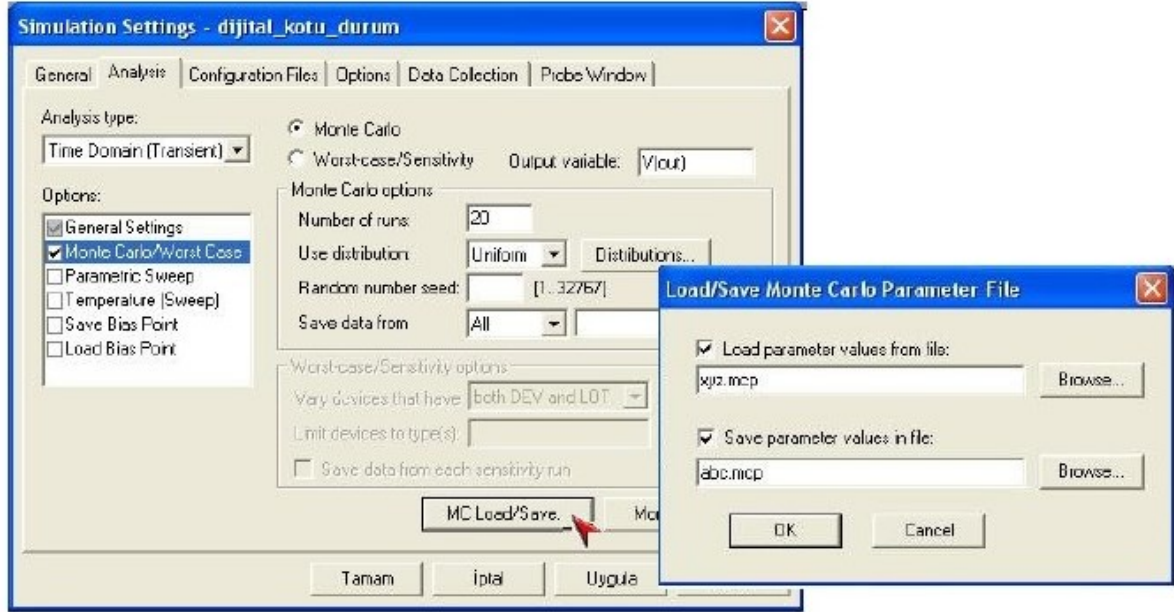 Simulation Settings - dijital_kotu_durum
General Analysis Configuration Files Options Data Collection Probe Window
Analysis type:
Time Domain (Transient)
Options:
General Settings
Monte Carlo/Worst Case
Parametric Sweep
Temperature (Sweep)
Save Bias Point
Load Bias Point
Monte Carlo
Worst-case/Sensitivity Output variable: V(out)
Monte Carlo options
Number of runs: 20
Use distribution: Uniform Distributions...
Random number seed: [1..32767]
Save data from All
Worst-case/Sensitivity options
Vary devices that have both DEV and LOT
Limit devices to type(s):
Save data from each sensitivity run
MC Load/Save.
Tamam İptal Uygula
Load/Save Monte Carlo Parameter File
Load parameter values from file:
xyz.mcp Browse...
Save parameter values in file:
abc.mcp Browse...
OK Cancel